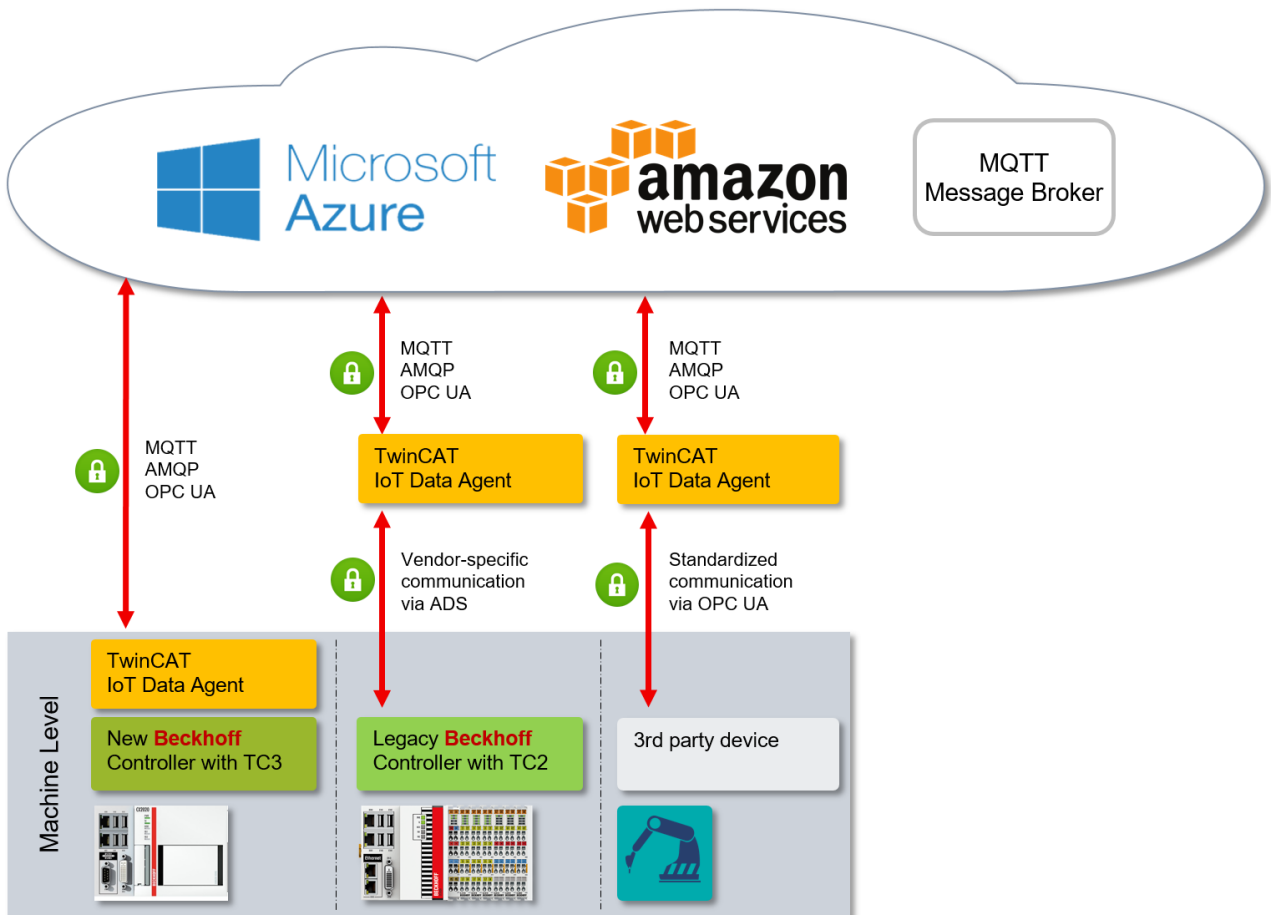 Microsoft
Azure
amazon
web services
MQTT
Message Broker
MQTT
AMQP
OPC UA
MQTT
AMQP
OPC UA
MQTT
AMQP
OPC UA
TwinCAT
IoT Data Agent
TwinCAT
IoT Data Agent
Vendor-specific
communication
via ADS
Standardized
communication
via OPC UA
Machine Level
TwinCAT
IoT Data Agent
New Beckhoff
Controller with TC3
Legacy Beckhoff
Controller with TC2
3rd party device
CX2020
Ethernet
BECKHOFF